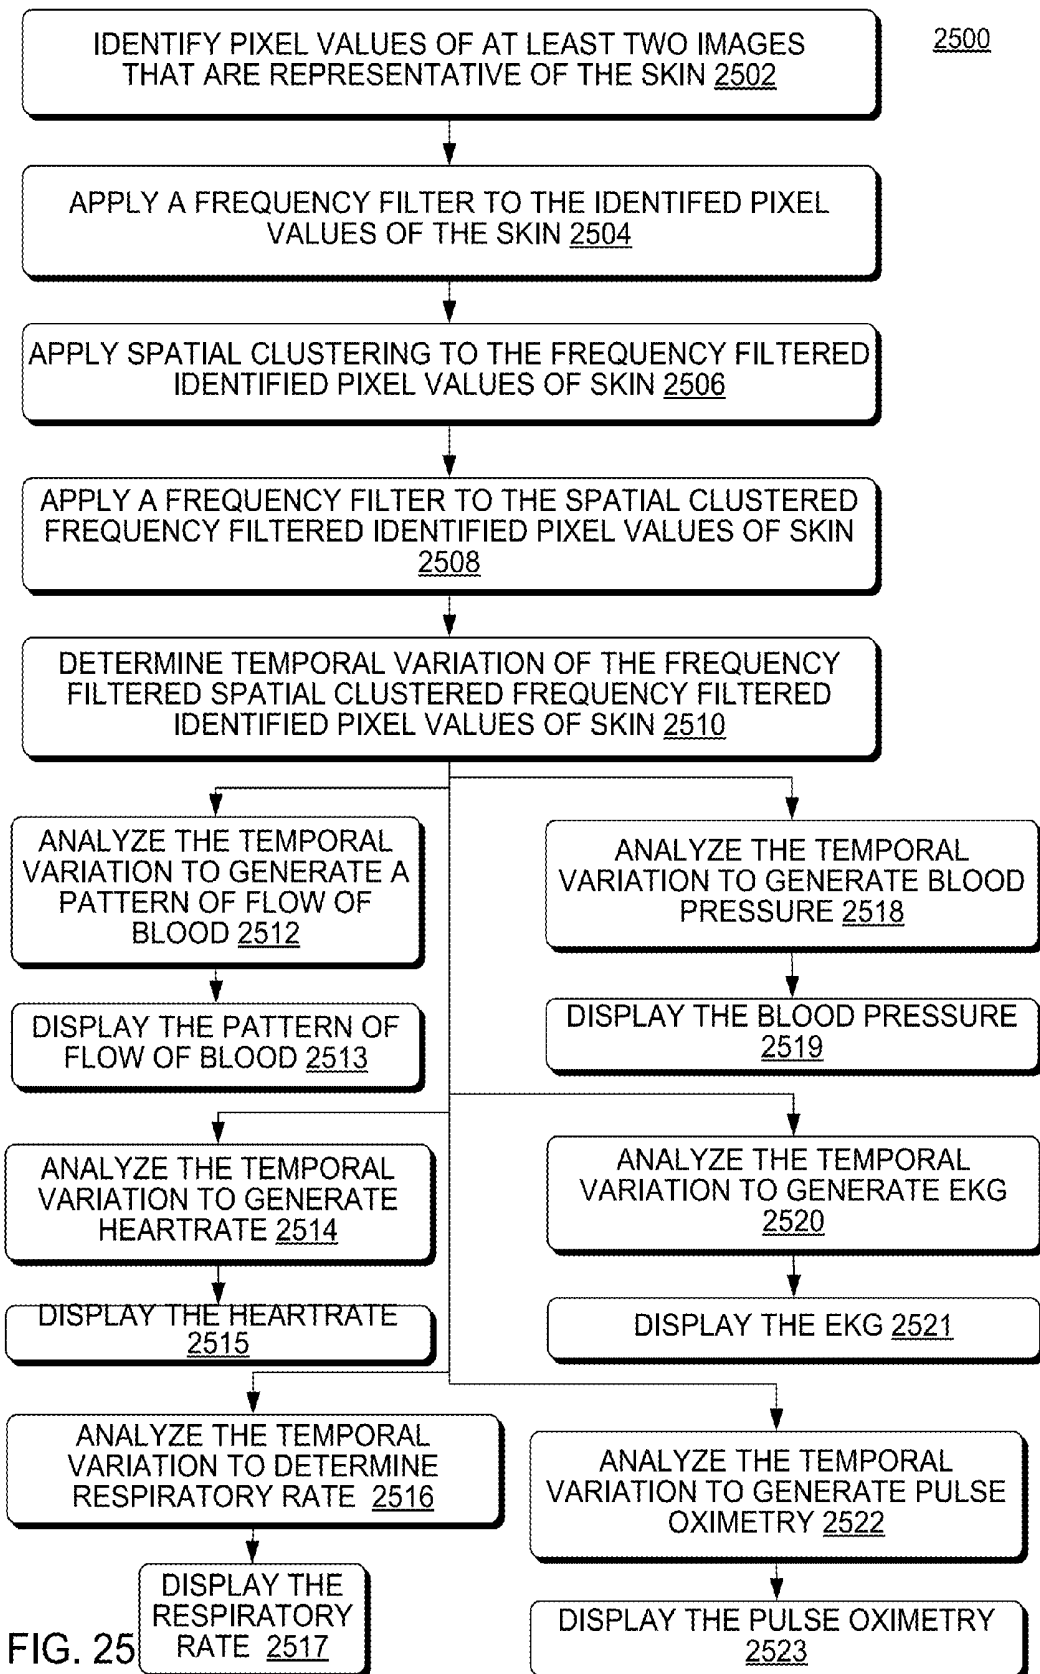 IDENTIFY PIXEL VALUES OF AT LEAST TWO IMAGES
THAT ARE REPRESENTATIVE OF THE SKIN 2502
2500
APPLY A FREQUENCY FILTER TO THE IDENTIFED PIXEL
VALUES OF THE SKIN 2504
APPLY SPATIAL CLUSTERING TO THE FREQUENCY FILTERED
IDENTIFIED PIXEL VALUES OF SKIN 2506
APPLY A FREQUENCY FILTER TO THE SPATIAL CLUSTERED
FREQUENCY FILTERED IDENTIFIED PIXEL VALUES OF SKIN
2508
DETERMINE TEMPORAL VARIATION OF THE FREQUENCY
FILTERED SPATIAL CLUSTERED FREQUENCY FILTERED
IDENTIFIED PIXEL VALUES OF SKIN 2510
ANALYZE THE TEMPORAL
VARIATION TO GENERATE A
PATTERN OF FLOW OF
BLOOD 2512
DISPLAY THE PATTERN OF
FLOW OF BLOOD 2513
ANALYZE THE TEMPORAL
VARIATION TO GENERATE BLOOD
PRESSURE 2518
DISPLAY THE BLOOD PRESSURE
2519
ANALYZE THE TEMPORAL
VARIATION TO GENERATE
HEARTRATE 2514
DISPLAY THE HEARTRATE
2515
ANALYZE THE TEMPORAL
VARIATION TO GENERATE EKG
2520
DISPLAY THE EKG 2521
ANALYZE THE TEMPORAL
VARIATION TO DETERMINE
RESPIRATORY RATE 2516
DISPLAY THE
RESPIRATORY
RATE 2517
ANALYZE THE TEMPORAL
VARIATION TO GENERATE PULSE
OXIMETRY 2522
DISPLAY THE PULSE OXIMETRY
2523
FIG. 25